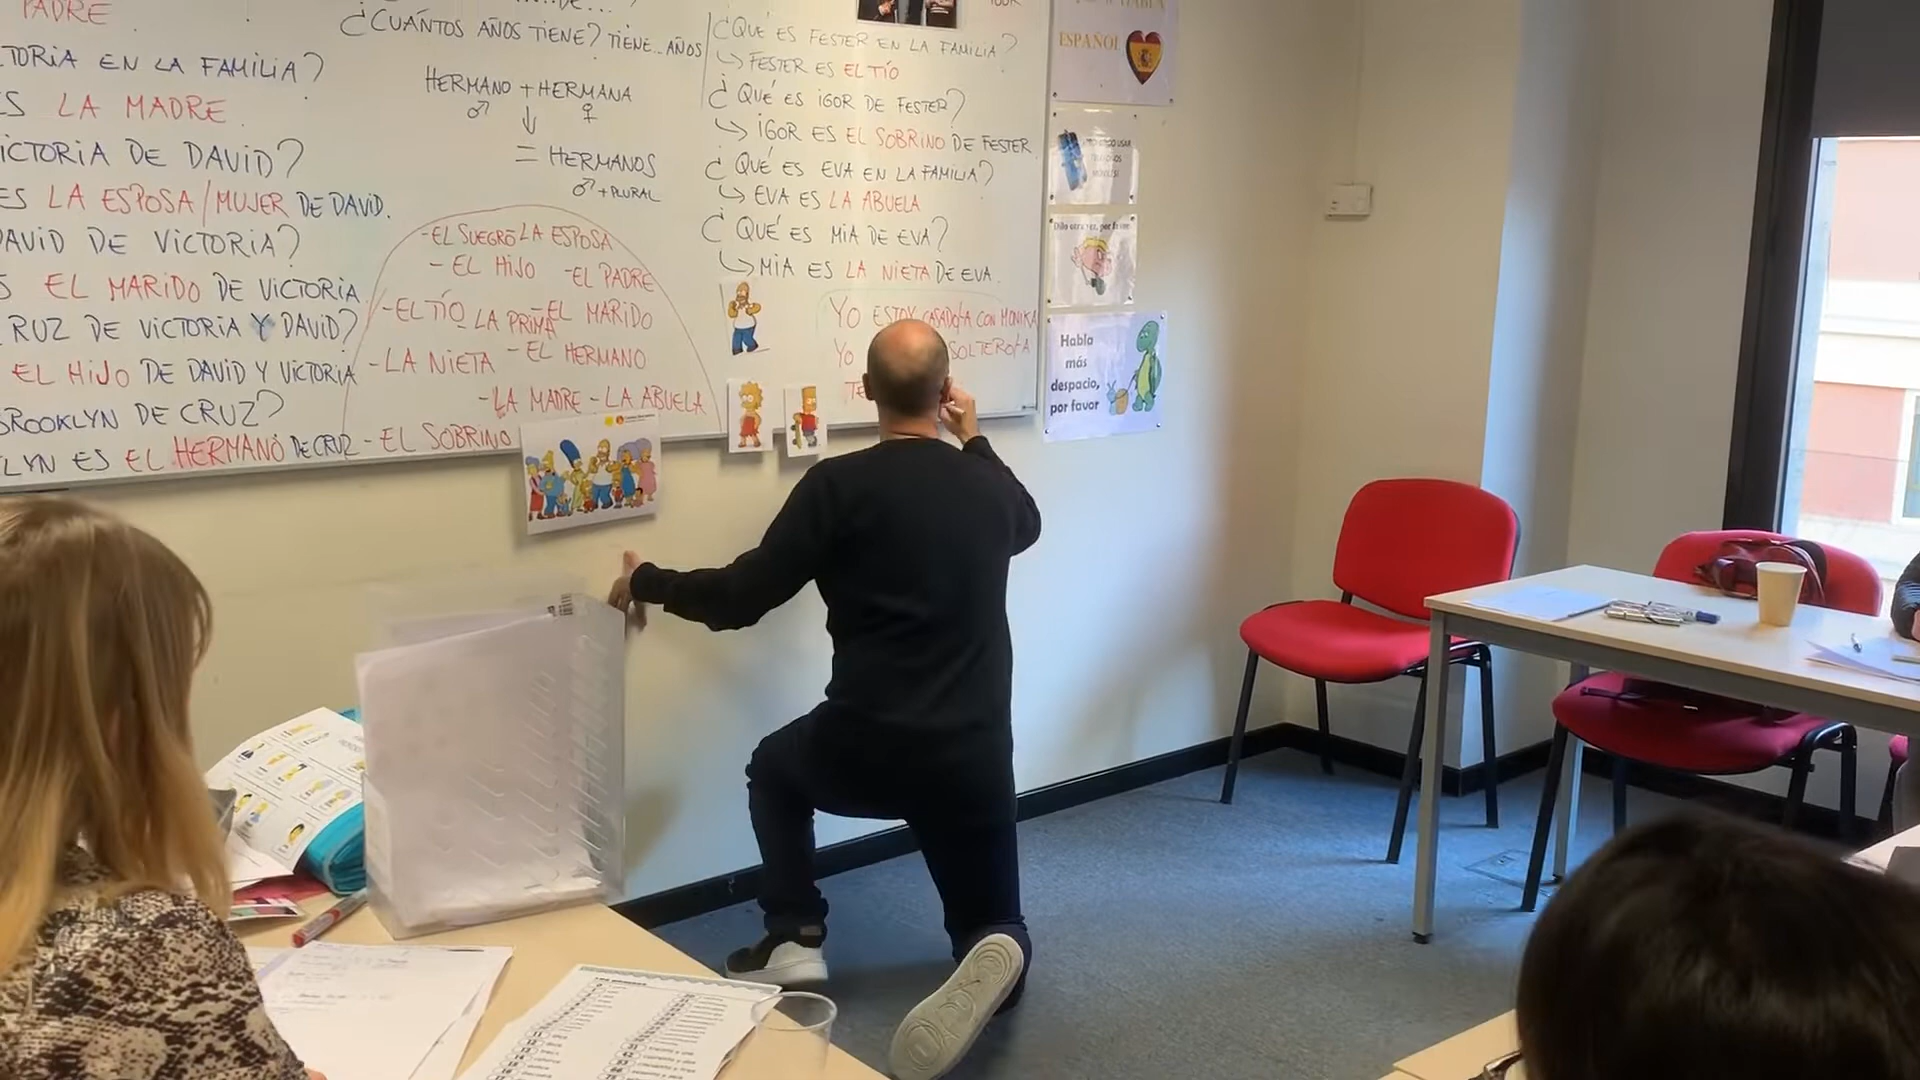 PADRE
TORIA EN LA FAMILIA?
ES LA MADRE.
ICTORIA DE DAVID?
ES LA ESPOSA/MUJER DE DAVID.
DAVID DE VICTORIA?
S EL MARIDO DE VICTORIA.
RUZ DE VICTORIA Y DAVID?
EL HIJO DE DAVID Y VICTORIA
BROOKLYN DE CRUZ?
LYN ES EL HERMANO DE CRUZ
¿CUÁNTOS AÑOS TIENE? TIENE... AÑOS
HERMANO + HERMANA
♂ ♀
= HERMANOS
♂ + PLURAL
- EL SUEGRO LA ESPOSA
- EL HIJO - EL PADRE
- EL TÍO - LA PRIMA - EL MARIDO
- LA NIETA - EL HERMANO
- LA MADRE - LA ABUELA
- EL SOBRINO
¿QUÉ ES FESTER EN LA FAMILIA?
FESTER ES EL TÍO
¿QUÉ ES IGOR DE FESTER?
IGOR ES EL SOBRINO DE FESTER.
¿QUÉ ES EVA EN LA FAMILIA?
EVA ES LA ABUELA
¿QUÉ ES MIA DE EVA?
MIA ES LA NIETA DE EVA.
YO ESTOY CASADO/A CON MONIKA
YO SOLTERO/A
TE
ESPAÑOL
Habla
más
despacio,
por favor